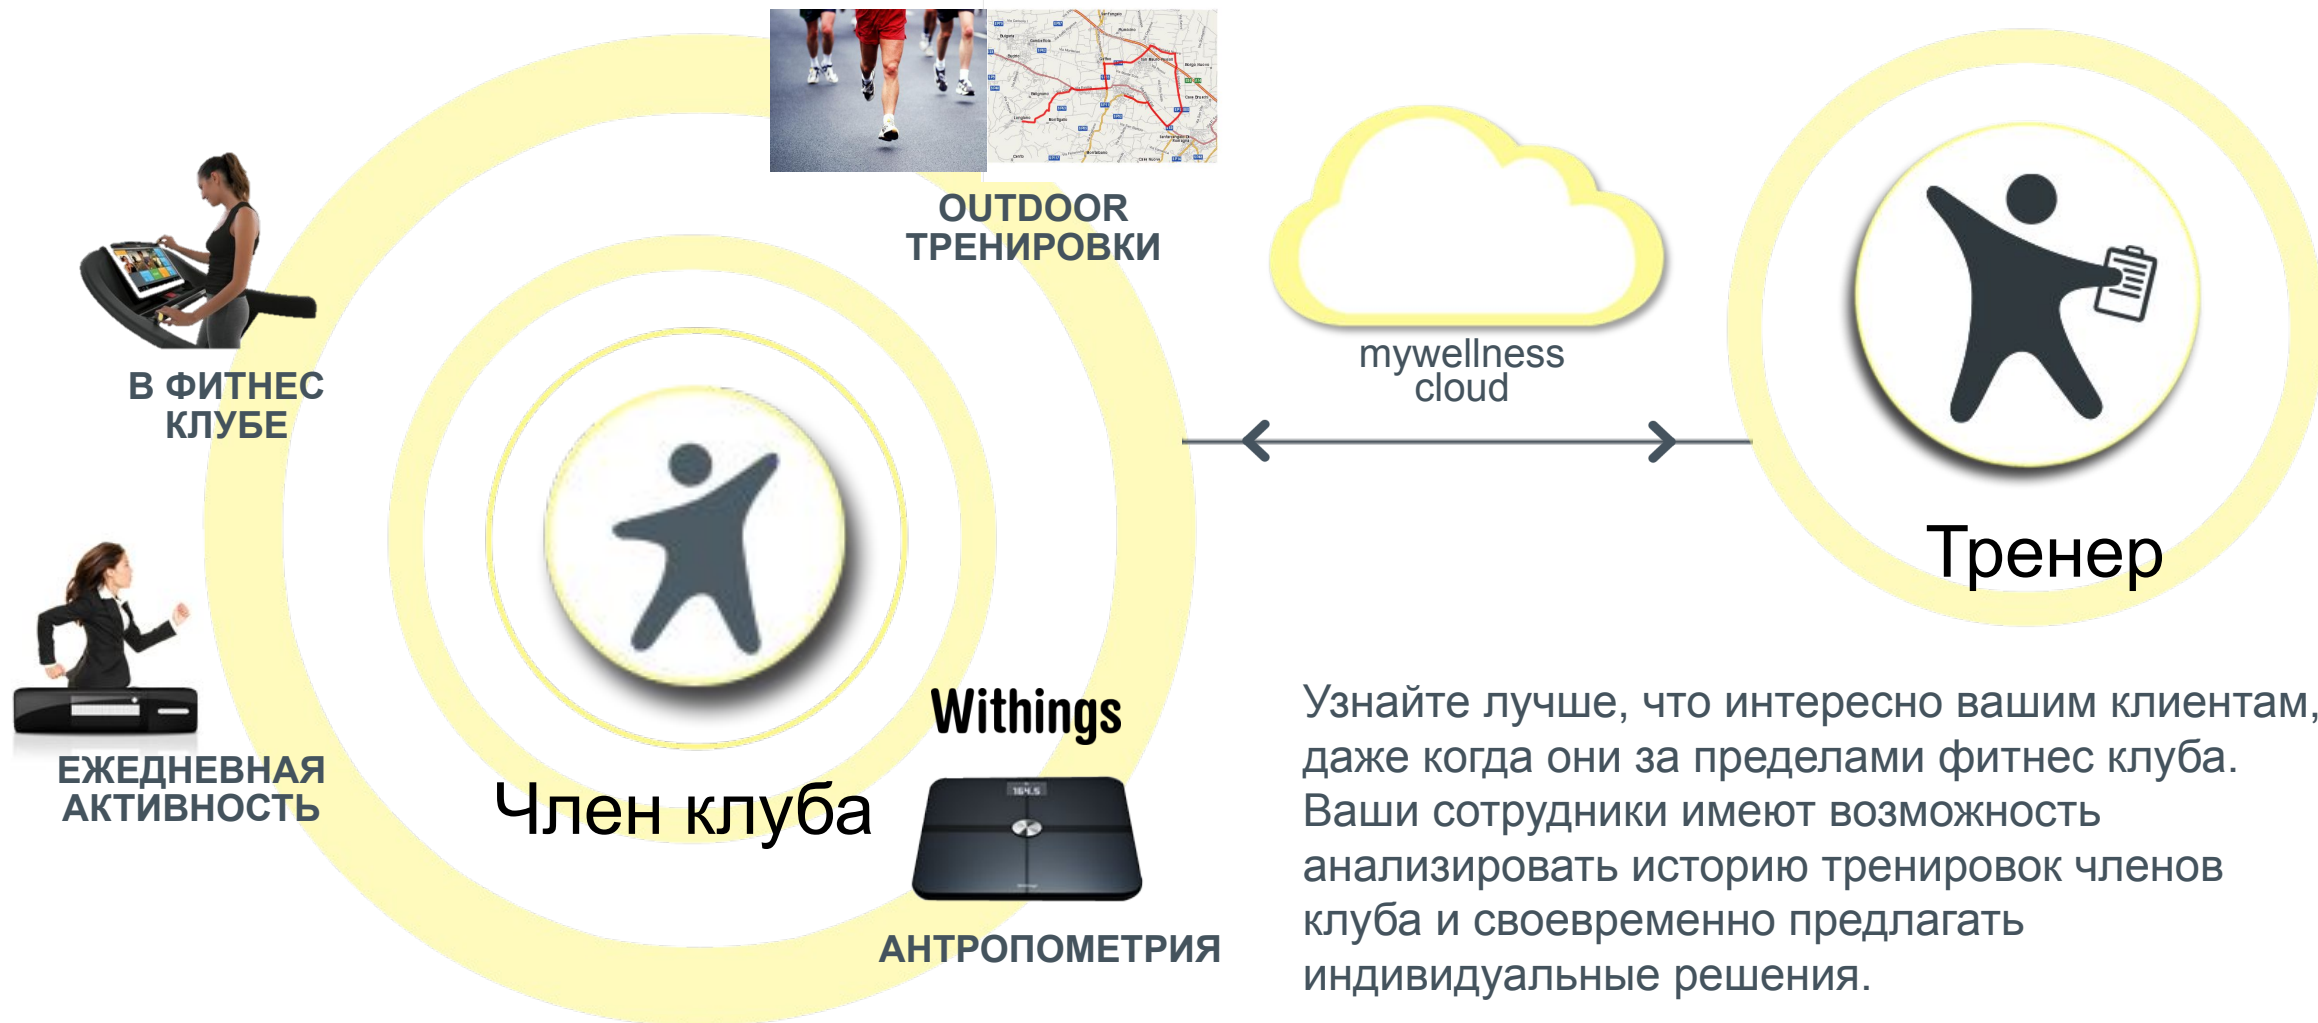 OUTDOOR
ТРЕНИРОВКИ
В ФИТНЕС
КЛУБЕ
mywellness
cloud
Тренер
ЕЖЕДНЕВНАЯ
АКТИВНОСТЬ
Член клуба
Withings
164.5
АНТРОПОМЕТРИЯ
Узнайте лучше, что интересно вашим клиентам,
даже когда они за пределами фитнес клуба.
Ваши сотрудники имеют возможность
анализировать историю тренировок членов
клуба и своевременно предлагать
индивидуальные решения.